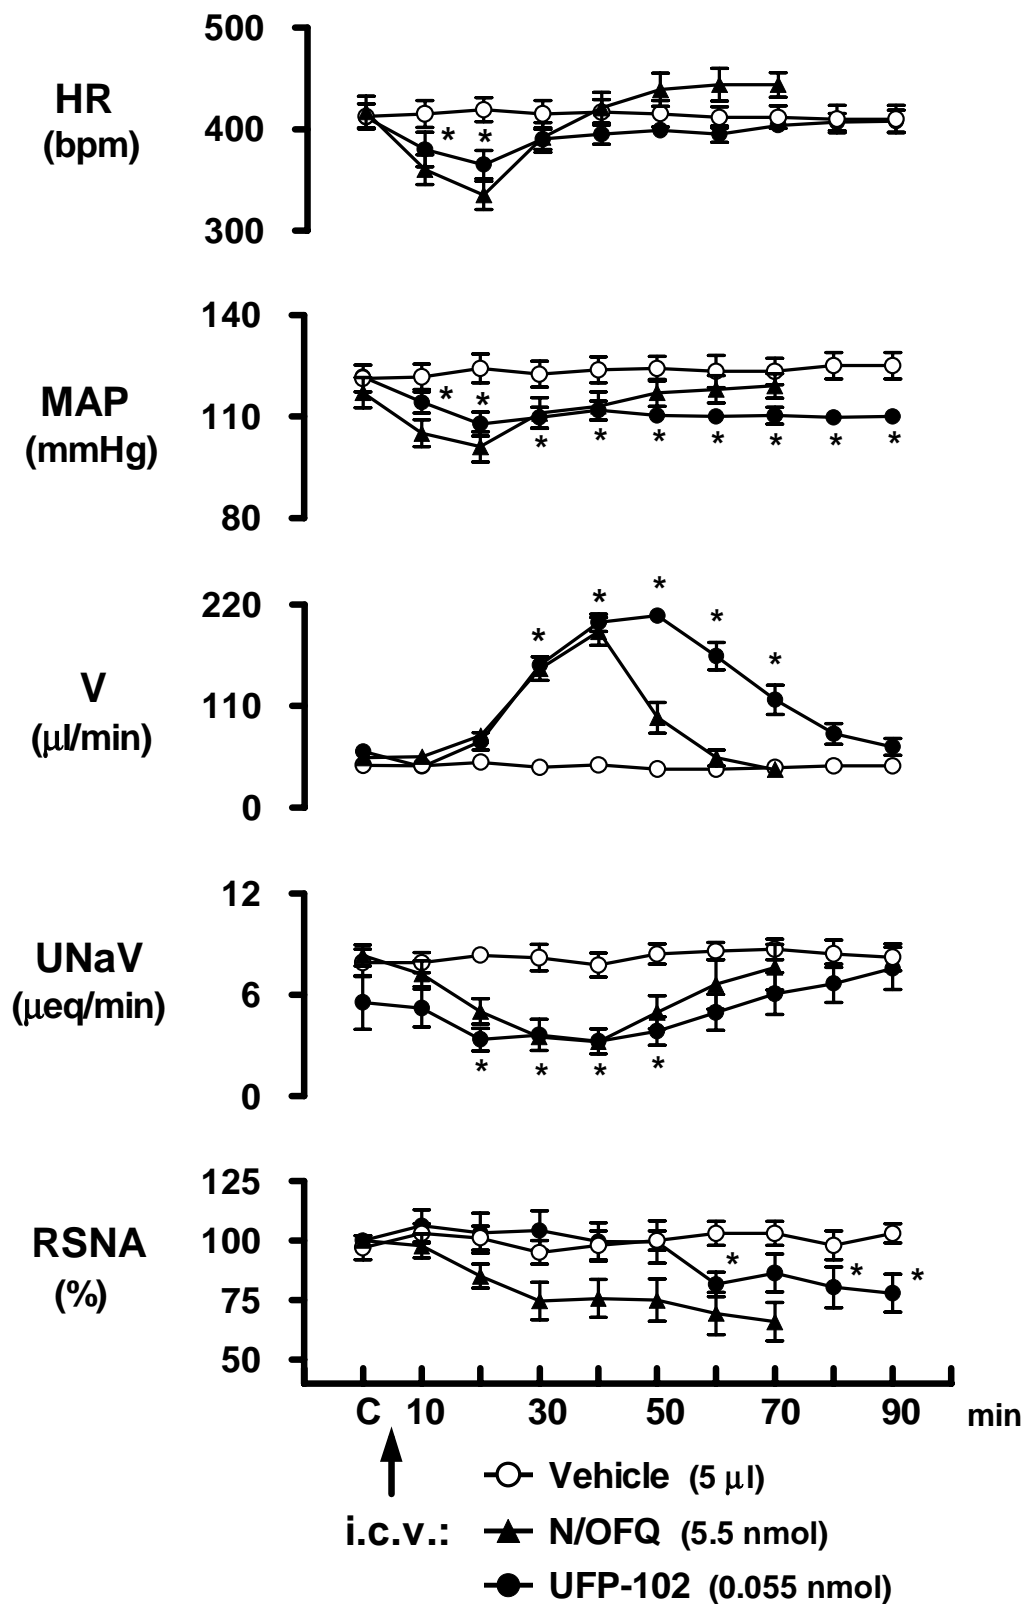 500
HR
(bpm)
400
* *
300
140
MAP
(mmHg)
110
* *
* * * * * * *
80
220
V
(μl/min)
110
* * * * *
0
12
UNaV
(μeq/min)
6
* * * *
0
125
RSNA
(%)
100
* * *
75
50
C 10 30 50 70 90 min
Vehicle (5 μl)
i.c.v.: N/OFQ (5.5 nmol)
UFP-102 (0.055 nmol)